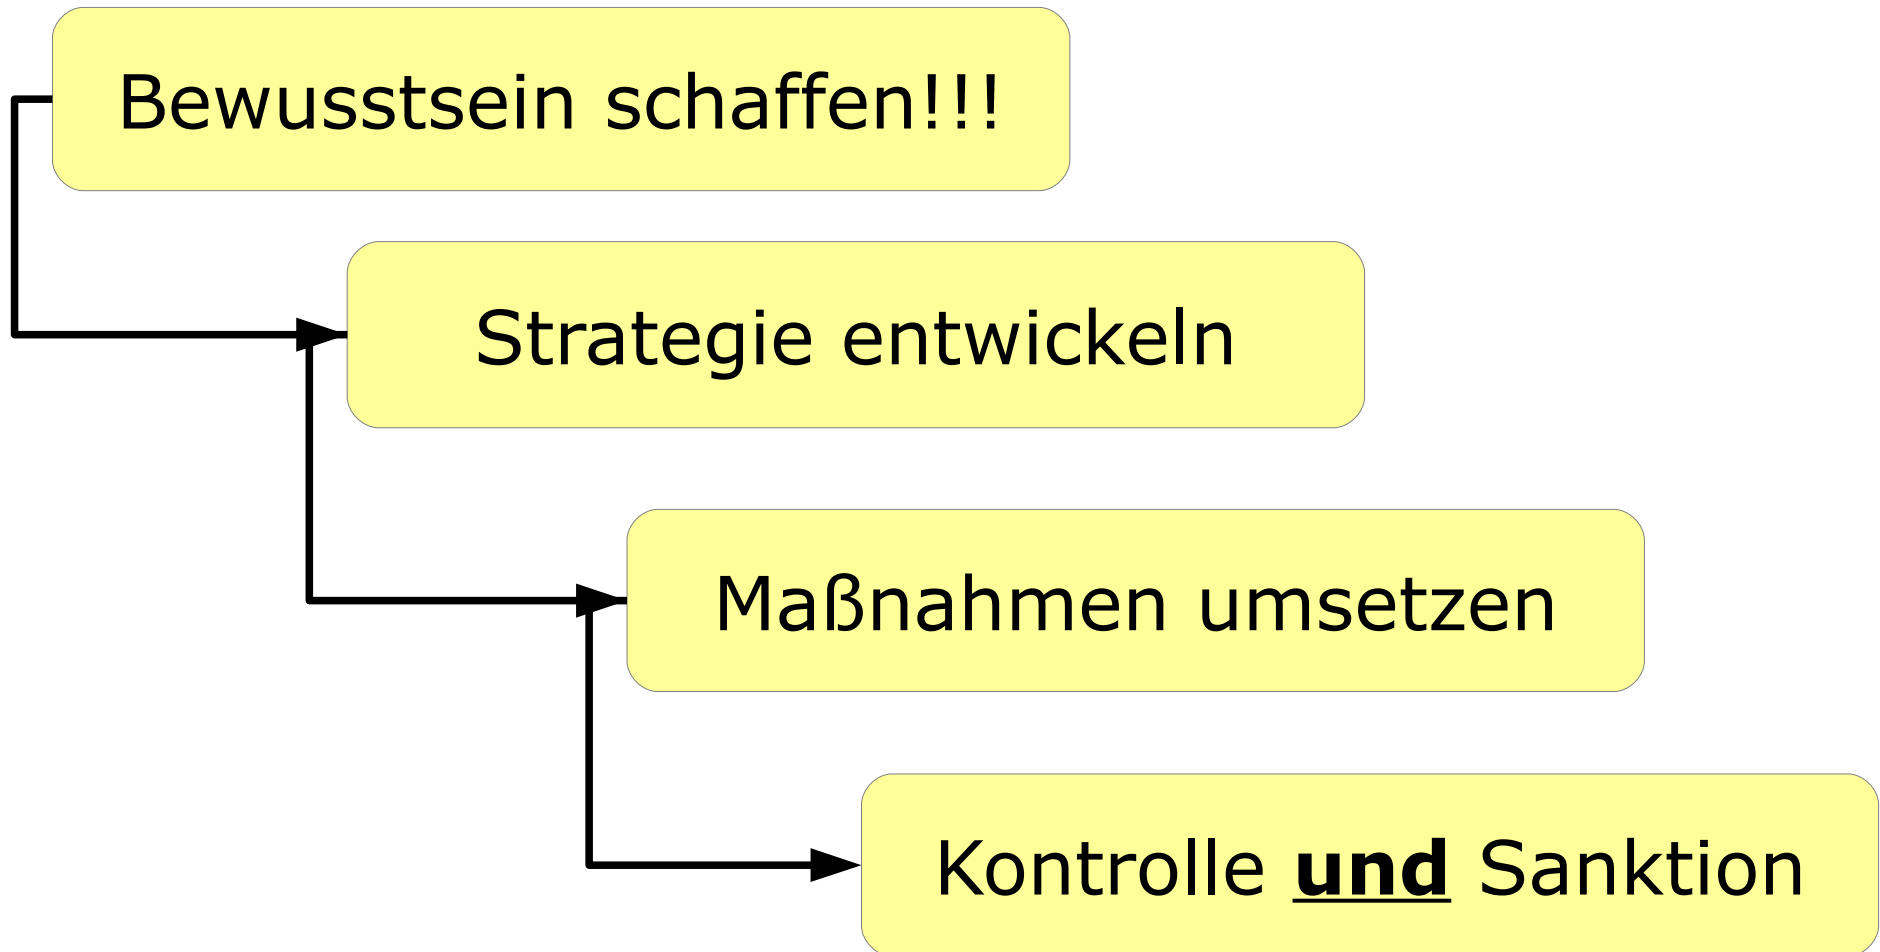 Bewusstsein schaffen!!!
Strategie entwickeln
Maßnahmen umsetzen
Kontrolle und Sanktion